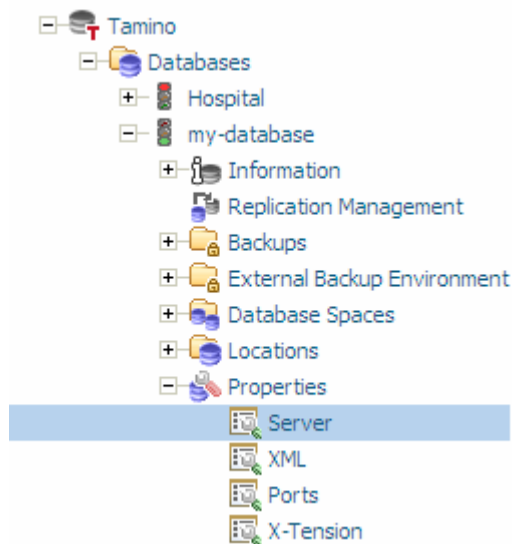 Tamino
Databases
Hospital
my-database
Information
Replication Management
Backups
External Backup Environment
Database Spaces
Locations
Properties
Server
XML
Ports
X-Tension